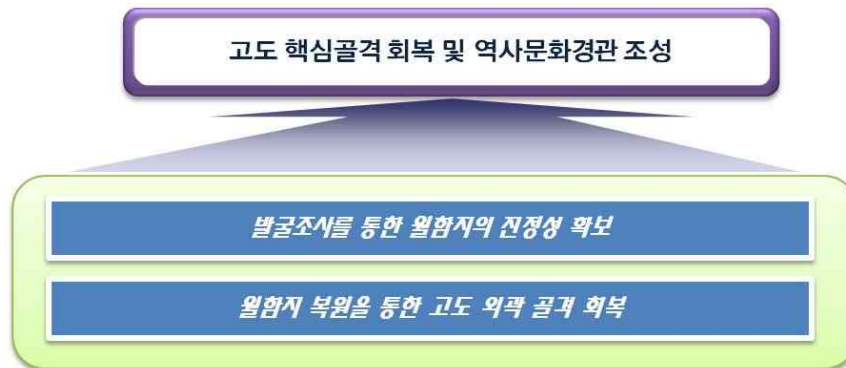 고도 핵심골격 회복 및 역사문화경관 조성
발굴조사를 통한 월함지의 진정성 확보
월함지 복원을 통한 고도 외곽 골격 회복